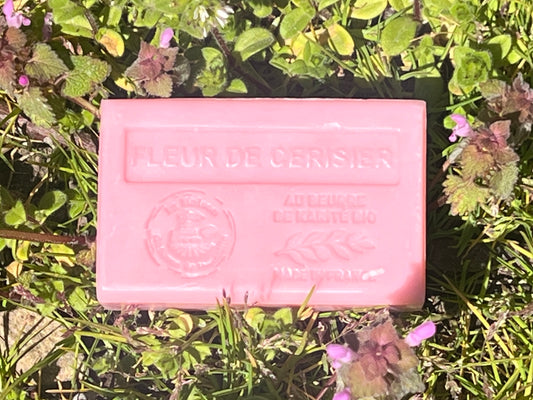 FLEUR DE CERISIER
AU BEURRE
DE KARITÉ BIO
MADE IN FRANCE